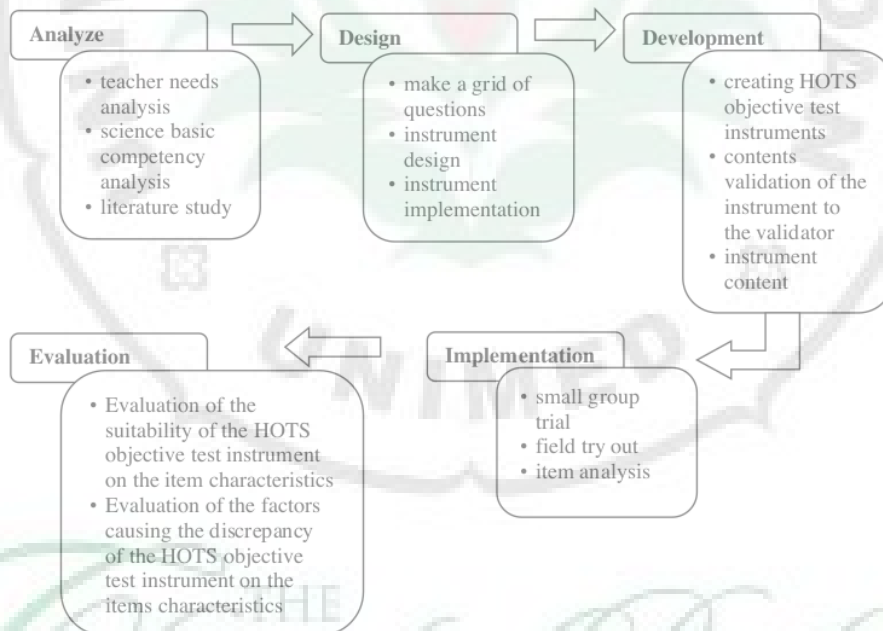 Analyze
• teacher needs
analysis
• science basic
competency
analysis
• literature study
Design
• make a grid of
questions
• instrument
design
• instrument
implementation
Development
• creating HOTS
objective test
instruments
• contents
validation of the
instrument to
the validator
• instrument
content
Implementation
• small group
trial
• field try out
• item analysis
Evaluation
• Evaluation of the
suitability of the HOTS
objective test instrument
on the item characteristics
• Evaluation of the factors
causing the discrepancy
of the HOTS objective
test instrument on the
items characteristics
UNIMED
THE